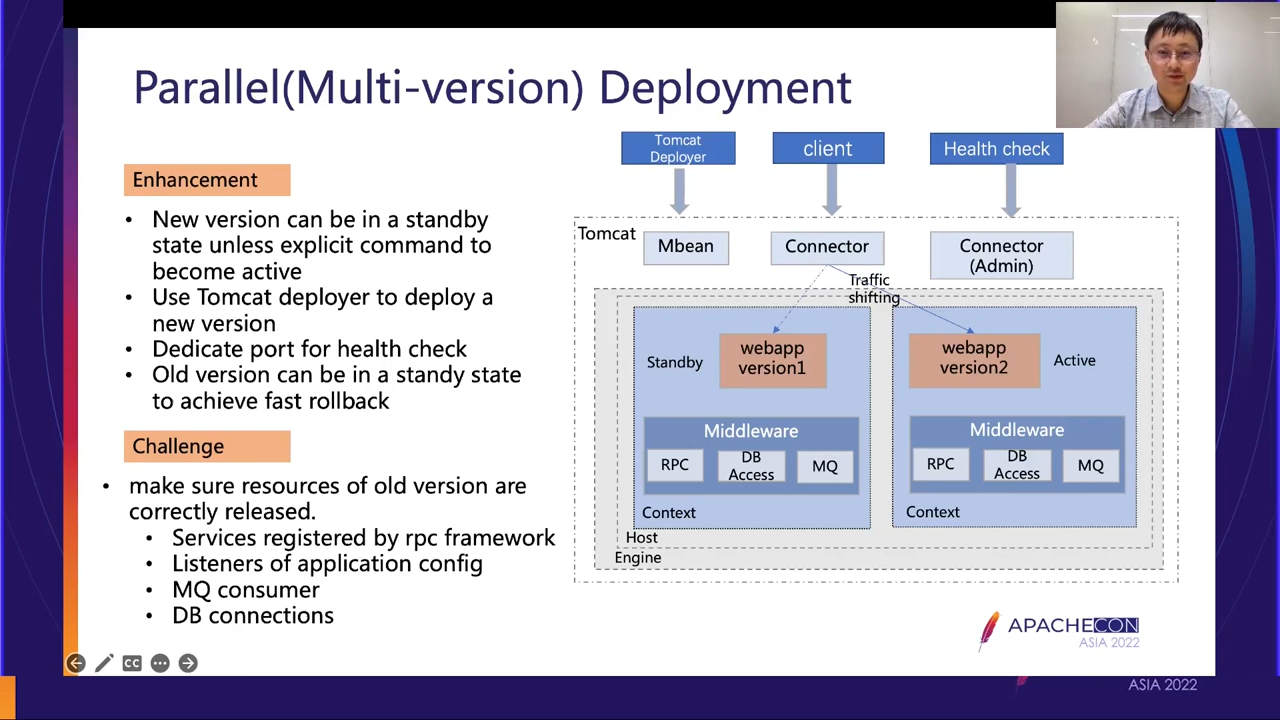 Parallel(Multi-version) Deployment
Enhancement
• New version can be in a standby
state unless explicit command to
become active
• Use Tomcat deployer to deploy a
new version
• Dedicate port for health check
• Old version can be in a standy state
to achieve fast rollback
Challenge
• make sure resources of old version are
correctly released.
• Services registered by rpc framework
• Listeners of application config
• MQ consumer
• DB connections
Tomcat
Deployer
client
Health check
Tomcat
Mbean
Connector
Connector
(Admin)
Traffic
shifting
Standby
webapp
version1
webapp
version2
Active
Middleware
RPC
DB
Access
MQ
Context
Middleware
RPC
DB
Access
MQ
Context
Host
Engine
APACHECON
ASIA 2022
CC
ASIA 2022